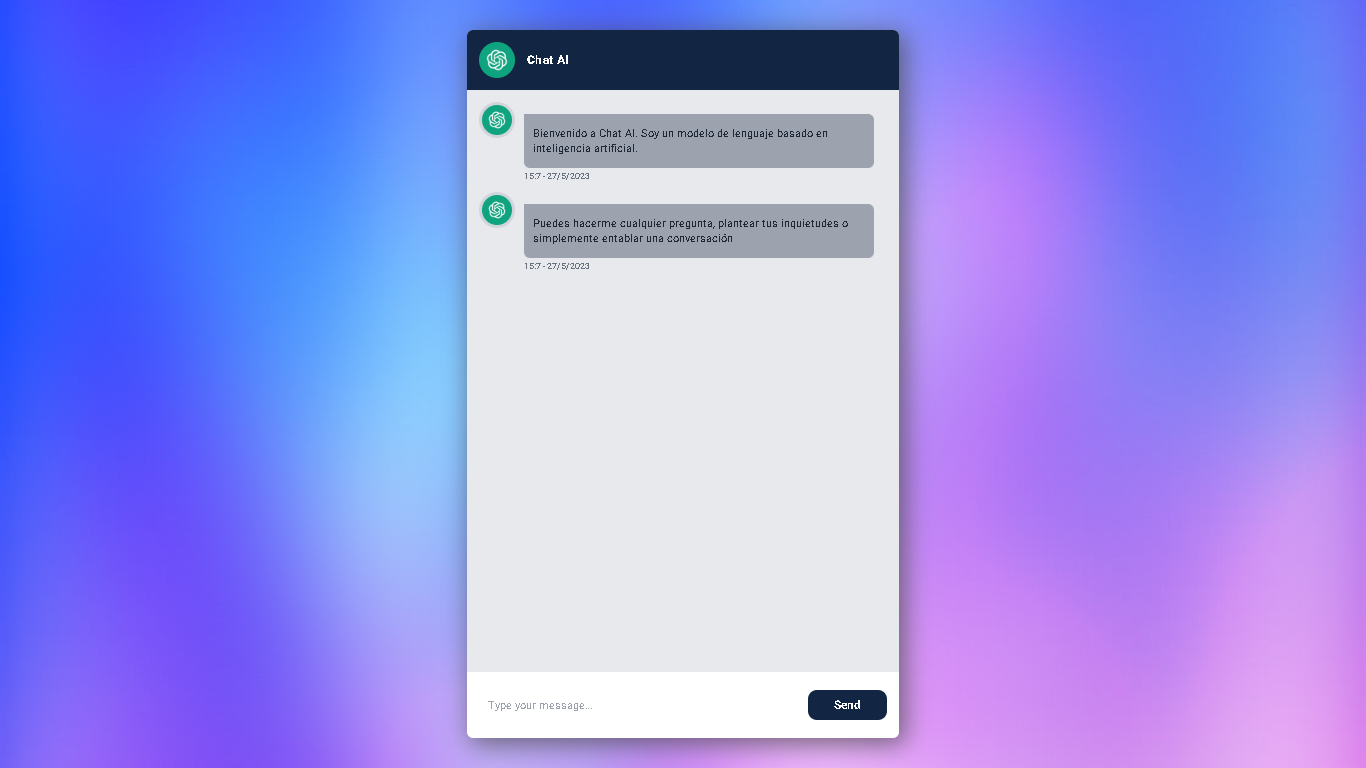 Chat AI
Bienvenido a Chat AI. Soy un modelo de lenguaje basado en
inteligencia artificial.
15:7 - 27/5/2023
Puedes hacerme cualquier pregunta, plantear tus inquietudes o
simplemente entablar una conversación
15:7 - 27/5/2023
Type your message...
Send